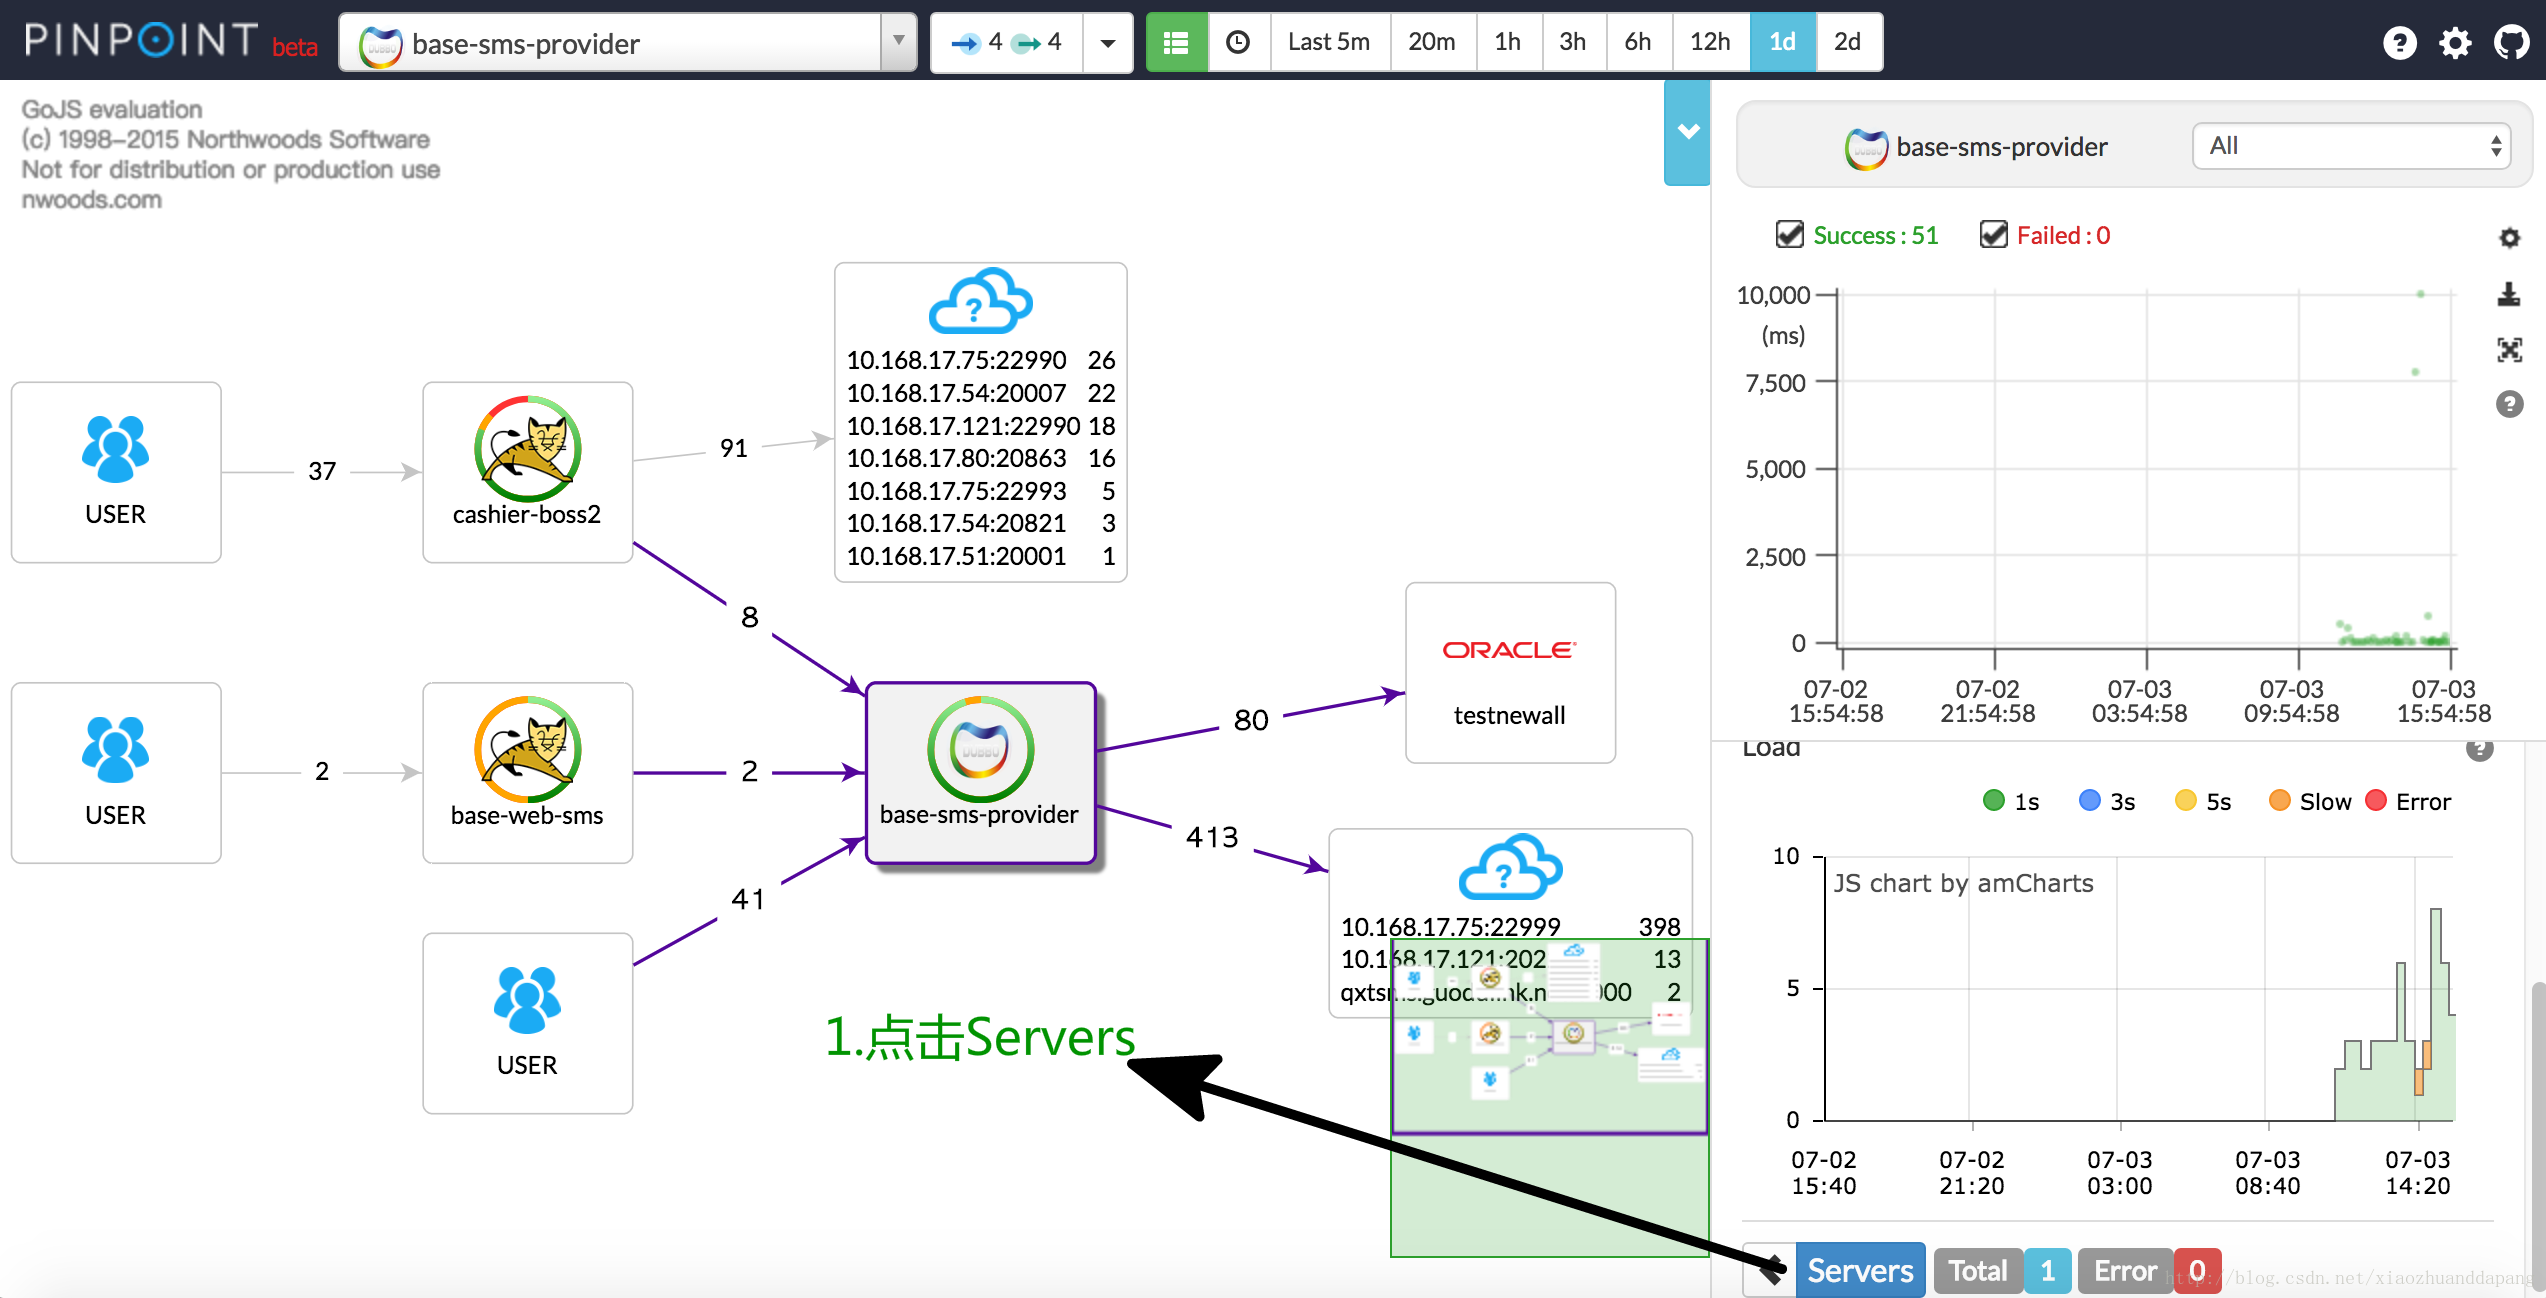 PINPOINT beta
base-sms-provider
4 4
Last 5m 20m 1h 3h 6h 12h 1d 2d
GoJS evaluation
(c) 1998-2015 Northwoods Software
Not for distribution or production use
nwoods.com
USER
37
cashier-boss2
91
10.168.17.75:22990 26
10.168.17.54:20007 22
10.168.17.121:22990 18
10.168.17.80:20863 16
10.168.17.75:22993 5
10.168.17.54:20821 3
10.168.17.51:20001 1
8
USER
2
base-web-sms
2
base-sms-provider
80
ORACLE
testnewall
413
10.168.17.75:22999 398
10.168.17.121:202 13
2
41
USER
1.点击Servers
base-sms-provider
All
Success : 51
Failed : 0
10,000
(ms)
7,500
5,000
2,500
0
07-02 07-02 07-03 07-03 07-03
15:54:58 21:54:58 03:54:58 09:54:58 15:54:58
Load
1s 3s 5s Slow Error
10
JS chart by amCharts
5
0
07-02 07-02 07-03 07-03 07-03
15:40 21:20 03:00 08:40 14:20
Servers
Total 1
Error 0
http://blog.csdn.net/xiaozhuanddapang